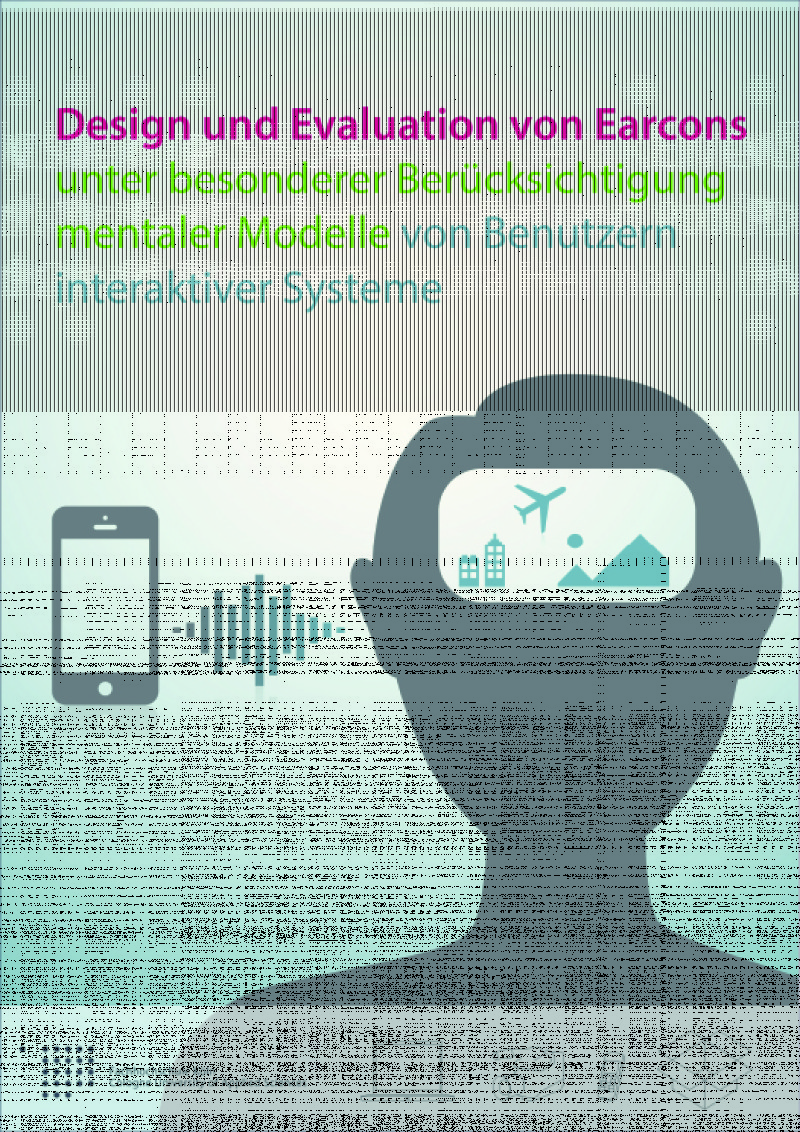 Design und Evaluation von Earcons
unter besonderer Berücksichtigung
mentaler Modelle von Benutzern
interaktiver Systeme